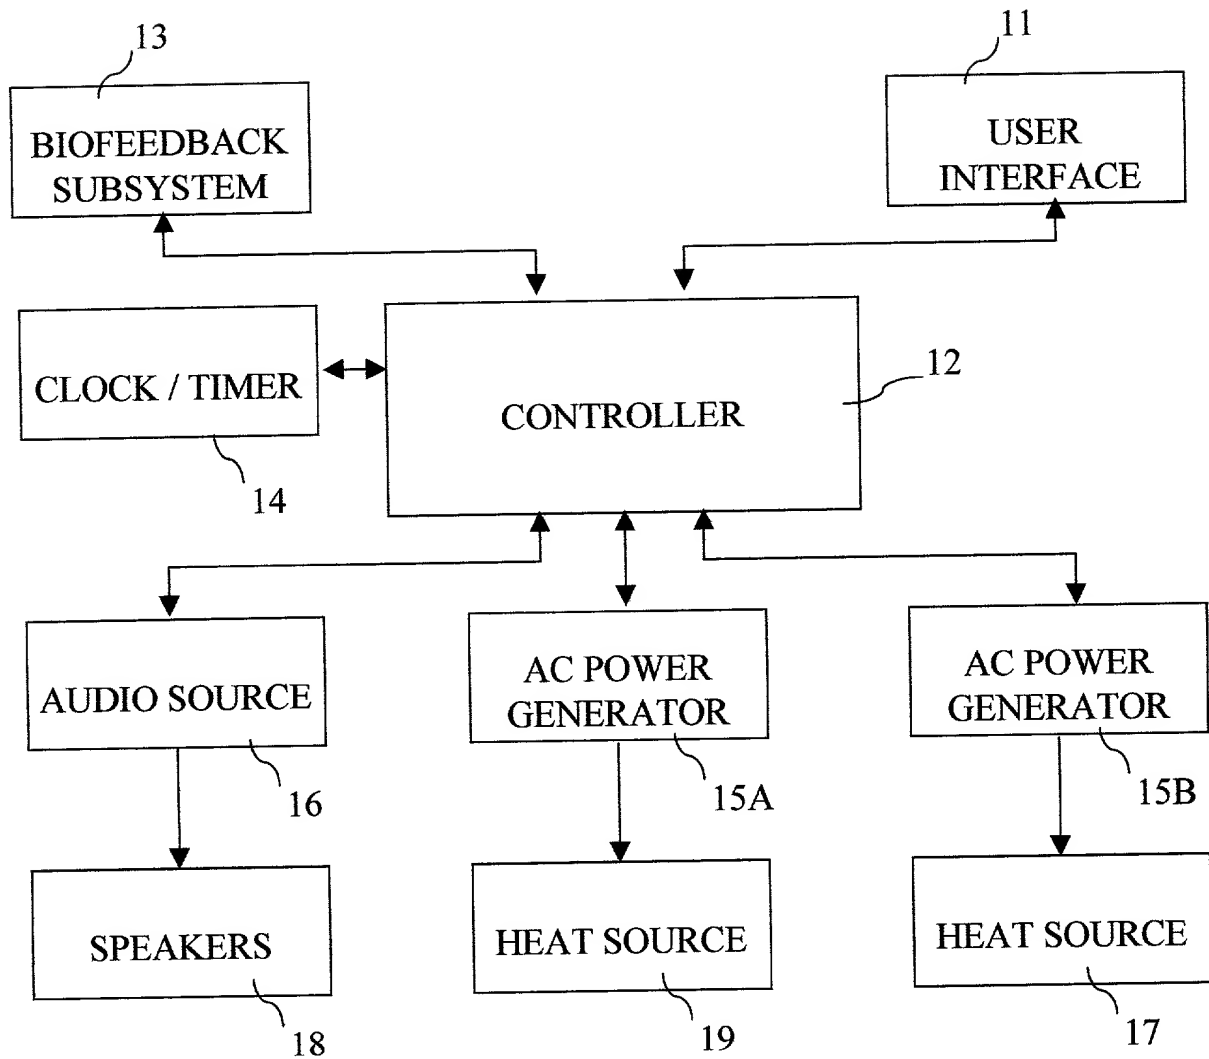 13
11
BIOFEEDBACK
SUBSYSTEM
USER
INTERFACE
CLOCK / TIMER
14
CONTROLLER
12
AUDIO SOURCE
16
AC POWER
GENERATOR
15A
AC POWER
GENERATOR
15B
SPEAKERS
18
HEAT SOURCE
19
HEAT SOURCE
17